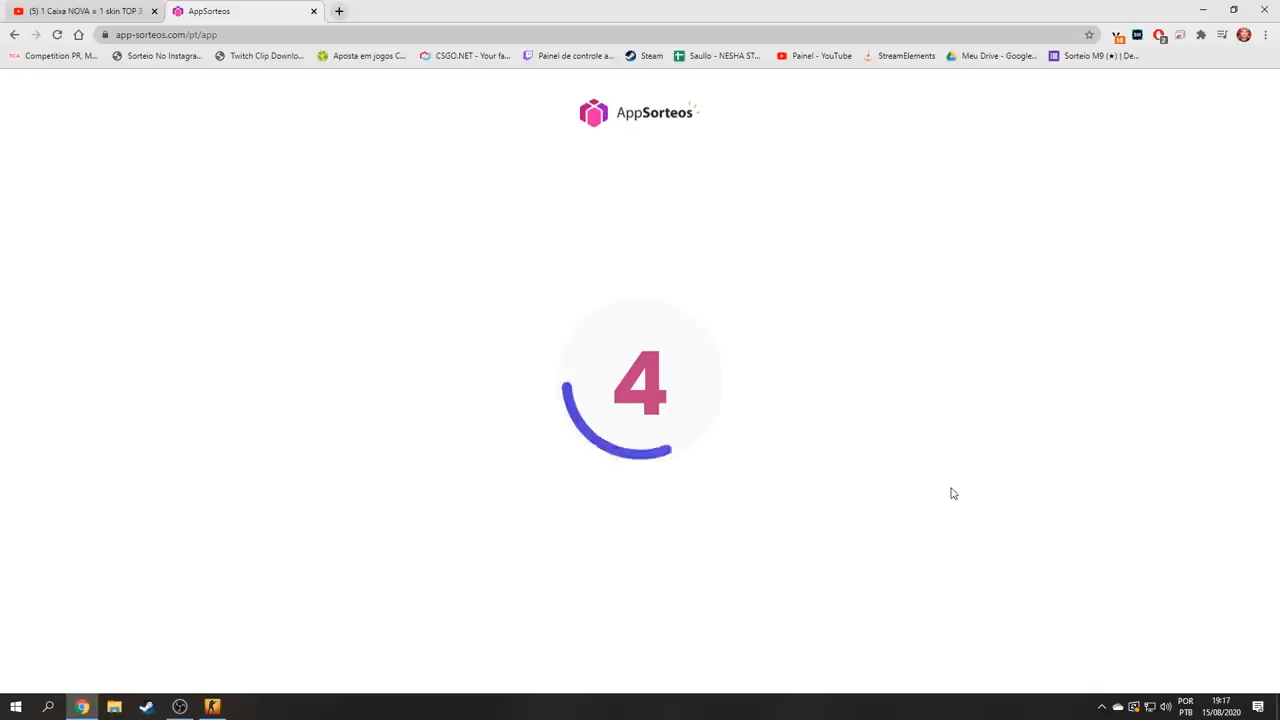 (5) 1 Caixa NOVA = 1 skin TOP 3
AppSorteos
app-sorteos.com/pt/app
Competition PR, M...
Sorteio No Instagra...
Twitch Clip Downlo...
Aposta em jogos C...
CSGO.NET - Your fa...
Painel de controle a...
Steam
Saullo - NESHA ST...
Painel - YouTube
StreamElements
Meu Drive - Google...
Sorteio M9 (★) | De...
AppSorteos
4
POR
PTB
19:17
15/08/2020